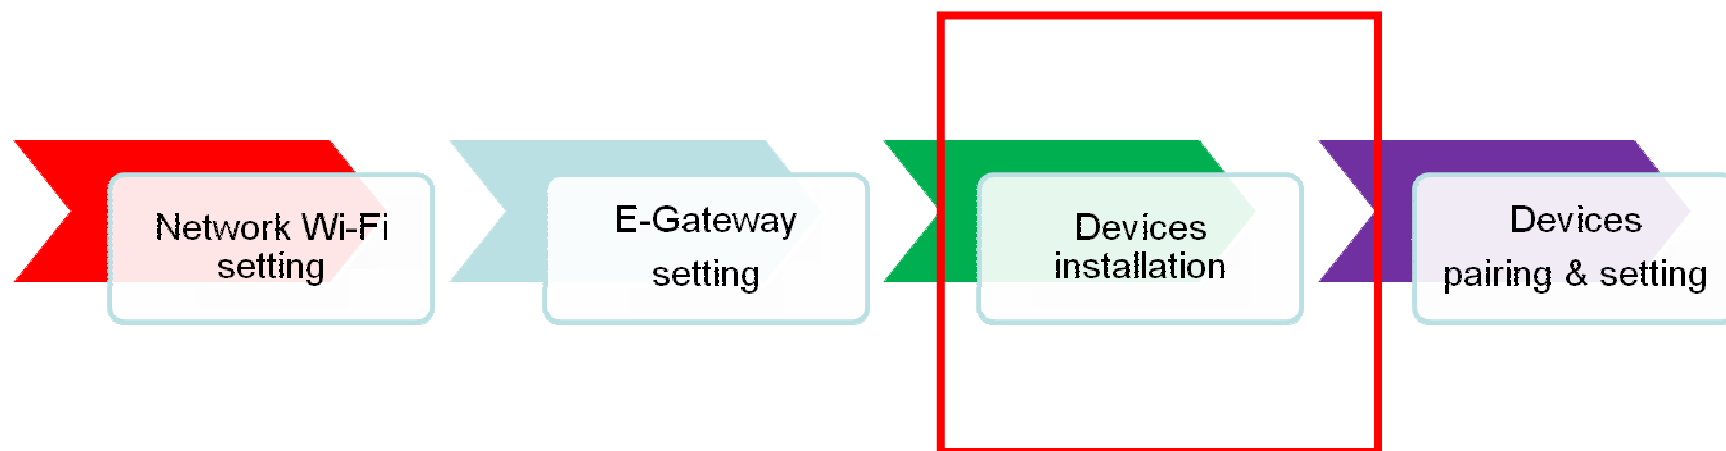 Network Wi-Fi
setting
E-Gateway
setting
Devices
installation
Devices
pairing & setting